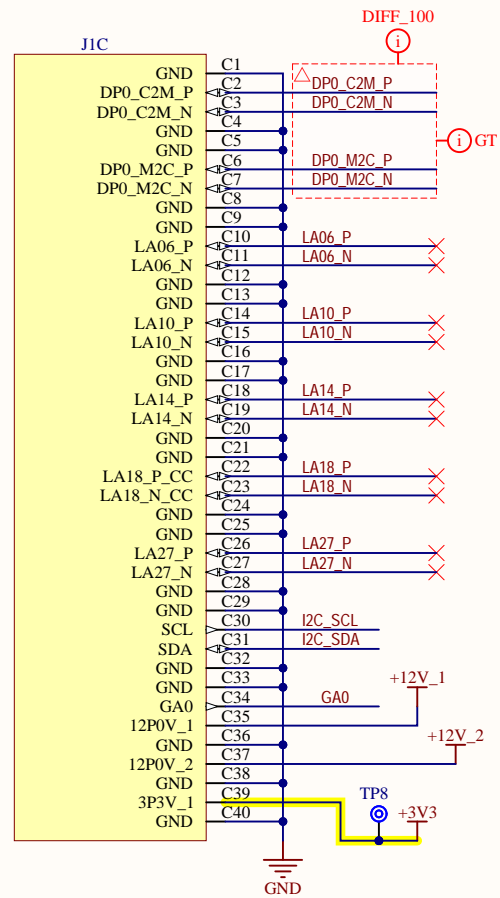 DIFF_100
i
J1C
GND C1
DP0_C2M_P C2 DP0_C2M_P
DP0_C2M_N C3 DP0_C2M_N
GND C4
GND C5
i GT
DP0_M2C_P C6 DP0_M2C_P
DP0_M2C_N C7 DP0_M2C_N
GND C8
GND C9
LA06_P C10 LA06_P
LA06_N C11 LA06_N
GND C12
GND C13
LA10_P C14 LA10_P
LA10_N C15 LA10_N
GND C16
GND C17
LA14_P C18 LA14_P
LA14_N C19 LA14_N
GND C20
GND C21
LA18_P_CC C22 LA18_P
LA18_N_CC C23 LA18_N
GND C24
GND C25
LA27_P C26 LA27_P
LA27_N C27 LA27_N
GND C28
GND C29
SCL C30 I2C_SCL
SDA C31 I2C_SDA
GND C32
GND C33
+12V_1
GA0 C34 GA0
12P0V_1 C35
GND C36
+12V_2
12P0V_2 C37
GND C38
TP8
3P3V_1 C39
+3V3
GND C40
GND